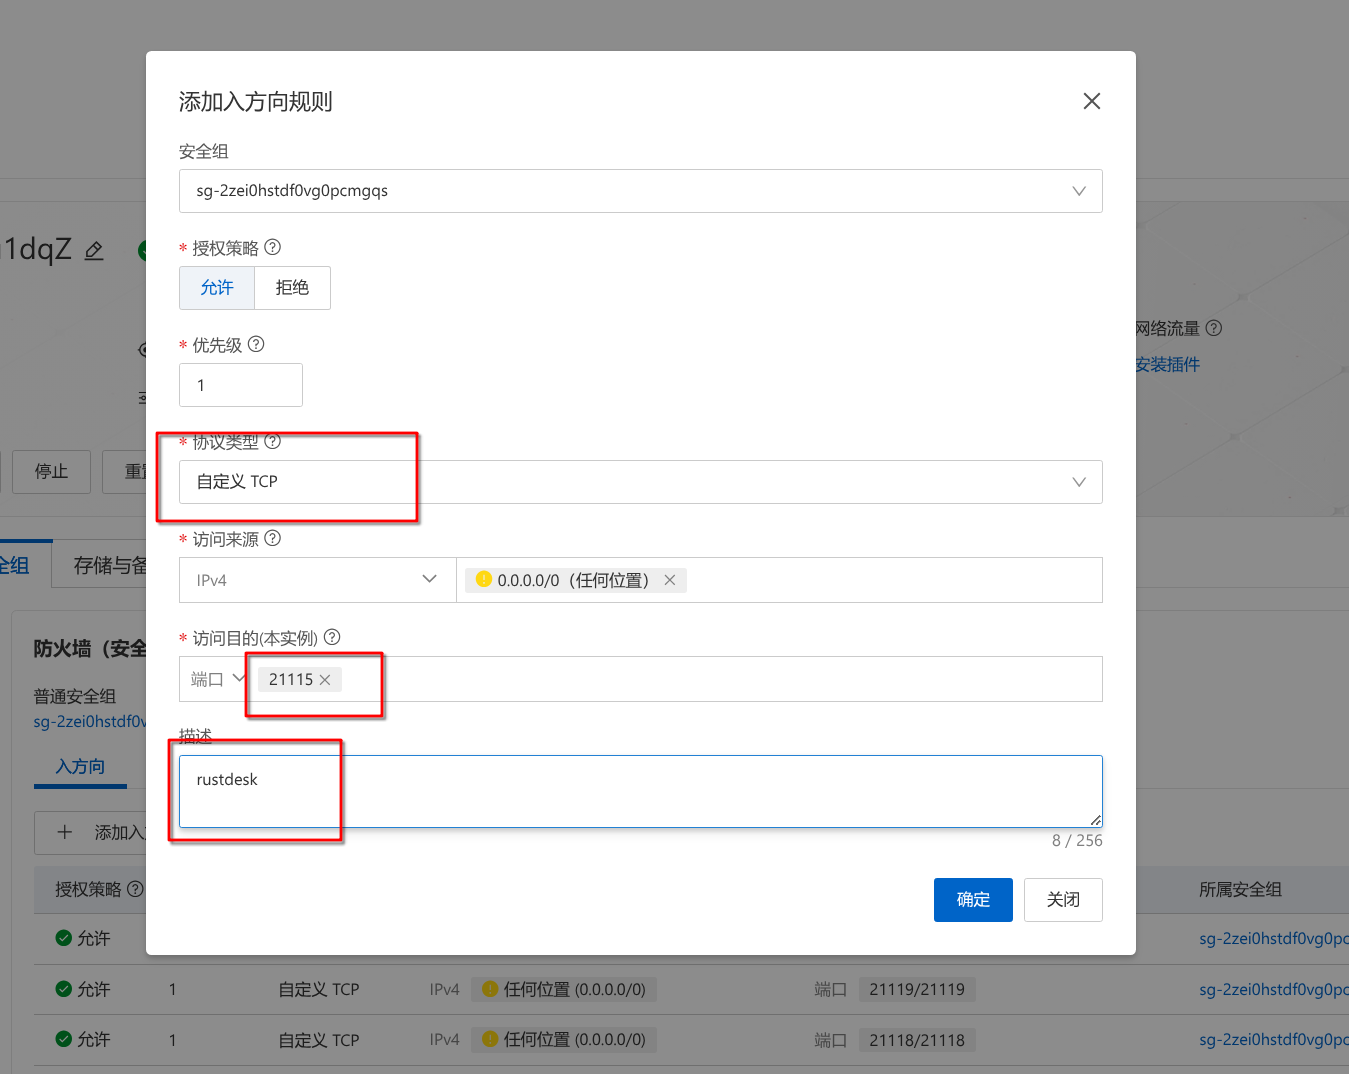 添加入方向规则
安全组
sg-2zei0hstdf0vg0pcmgqs
* 授权策略
允许 拒绝
* 优先级
1
* 协议类型
自定义 TCP
* 访问来源
IPv4 0.0.0.0/0（任何位置）
* 访问目的(本实例)
端口 21115
描述
rustdesk
8 / 256
确定 关闭
1dqZ
网络流量
安装插件
停止
全组 存储与备
防火墙（安全
普通安全组
sg-2zei0hstdf0v
入方向
添加入
授权策略 所属安全组
允许 sg-2zei0hstdf0vg0pc
允许 1 自定义 TCP IPv4 任何位置 (0.0.0.0/0) 端口 21119/21119 sg-2zei0hstdf0vg0pc
允许 1 自定义 TCP IPv4 任何位置 (0.0.0.0/0) 端口 21118/21118 sg-2zei0hstdf0vg0pc